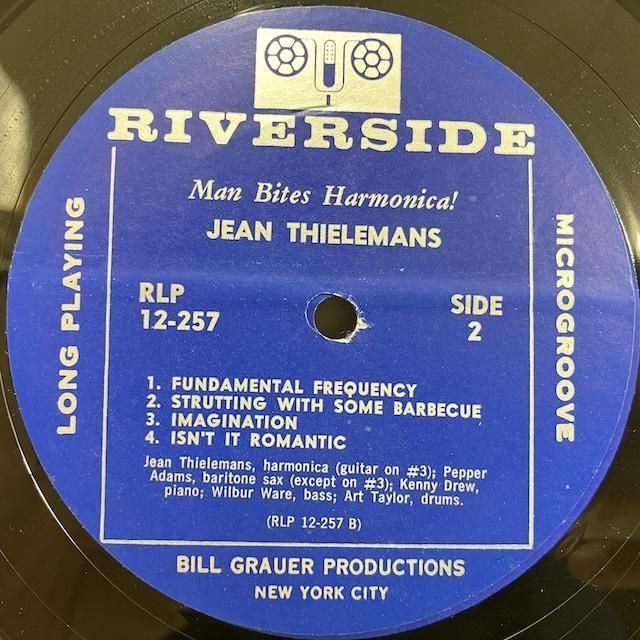 RIVERSIDE
Man Bites Harmonica!
JEAN THIELEMANS
LONG PLAYING
MICROGROOVE
RLP
12-257
SIDE
2
1. FUNDAMENTAL FREQUENCY
2. STRUTTING WITH SOME BARBECUE
3. IMAGINATION
4. ISN'T IT ROMANTIC
Jean Thielemans, harmonica (guitar on #3); Pepper
Adams, baritone sax (except on #3); Kenny Drew,
piano; Wilbur Ware, bass; Art Taylor, drums.
(RLP 12-257 B)
BILL GRAUER PRODUCTIONS
NEW YORK CITY